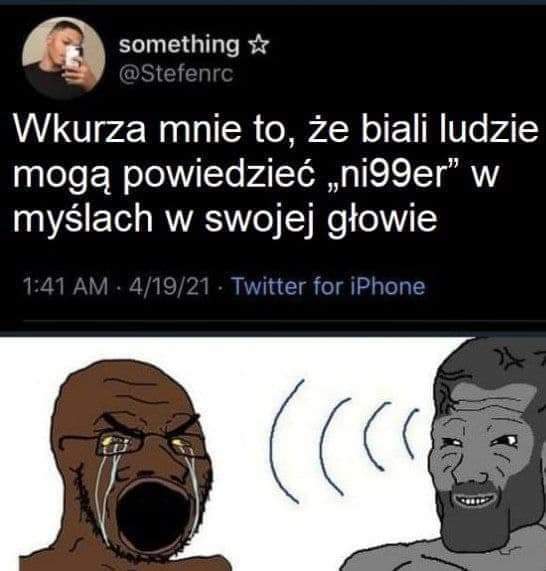 something ☆
@Stefenrc
Wkurza mnie to, że biali ludzie
mogą powiedzieć „ni99er” w
myślach w swojej głowie
1:41 AM · 4/19/21 · Twitter for iPhone